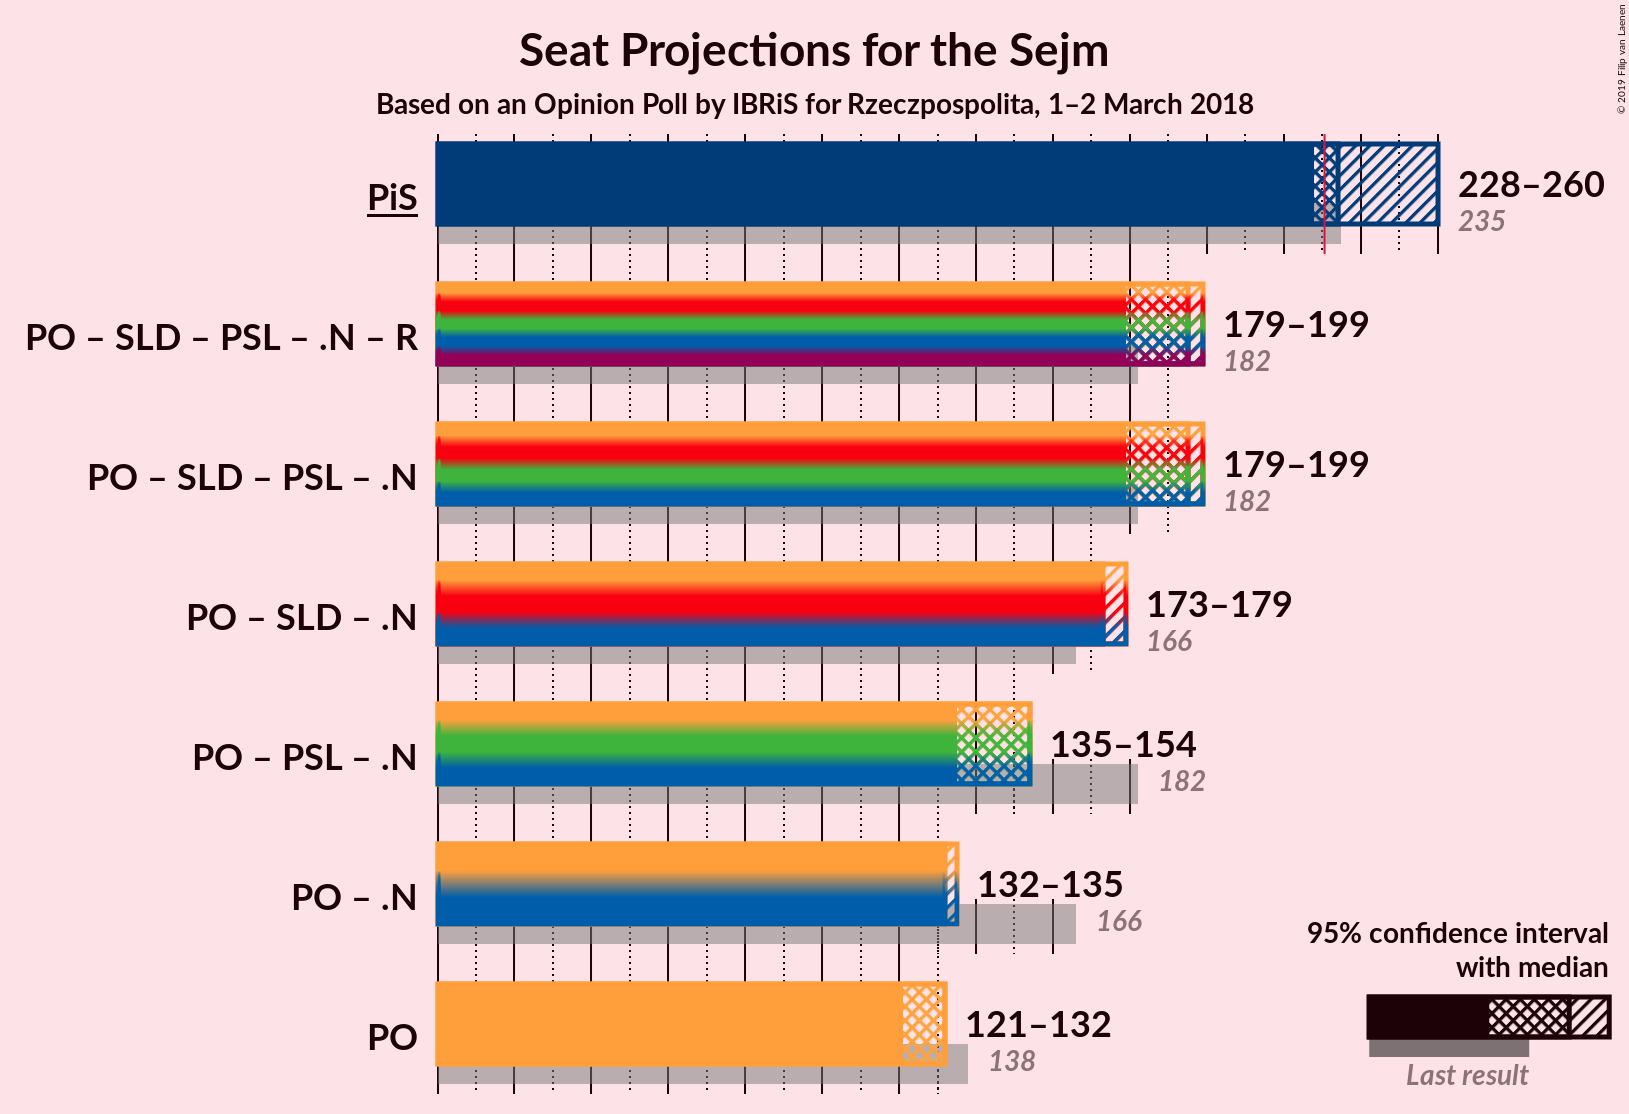 Seat Projections for the Sejm
Based on an Opinion Poll by IBRiS for Rzeczpospolita, 1–2 March 2018
© 2019 Filip van Laenen
PiS
228–260
235
PO – SLD – PSL – .N – R
179–199
182
PO – SLD – PSL – .N
179–199
182
PO – SLD – .N
173–179
166
PO – PSL – .N
135–154
182
PO – .N
132–135
166
PO
121–132
138
95% confidence interval
with median
Last result